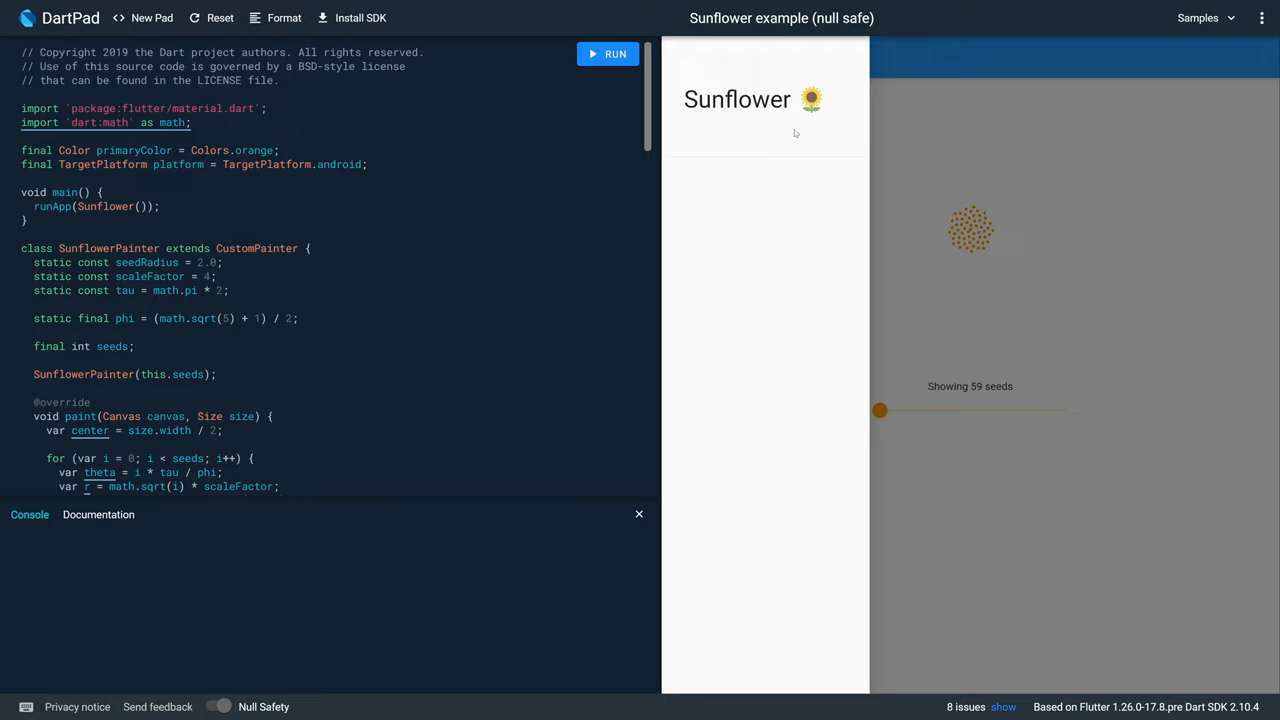 DartPad
<> New Pad
Reset
Format
Install SDK
Sunflower example (null safe)
Samples
// Copyright 2019 the Dart project authors. All rights reserved.
// Use of this source code is governed by a BSD-style license
// that can be found in the LICENSE file.
RUN
import 'package:flutter/material.dart';
import 'dart:math' as math;
final Color primaryColor = Colors.orange;
final TargetPlatform platform = TargetPlatform.android;
void main() {
runApp(Sunflower());
}
class SunflowerPainter extends CustomPainter {
static const seedRadius = 2.0;
static const scaleFactor = 4;
static const tau = math.pi * 2;
static final phi = (math.sqrt(5) + 1) / 2;
final int seeds;
SunflowerPainter(this.seeds);
@override
void paint(Canvas canvas, Size size) {
var center = size.width / 2;
for (var i = 0; i < seeds; i++) {
var theta = i * tau / phi;
var r = math.sqrt(i) * scaleFactor;
Console
Documentation
Sunflower 🌻
Showing 59 seeds
Privacy notice
Send feedback
Null Safety
8 issues show
Based on Flutter 1.26.0-17.8.pre Dart SDK 2.10.4